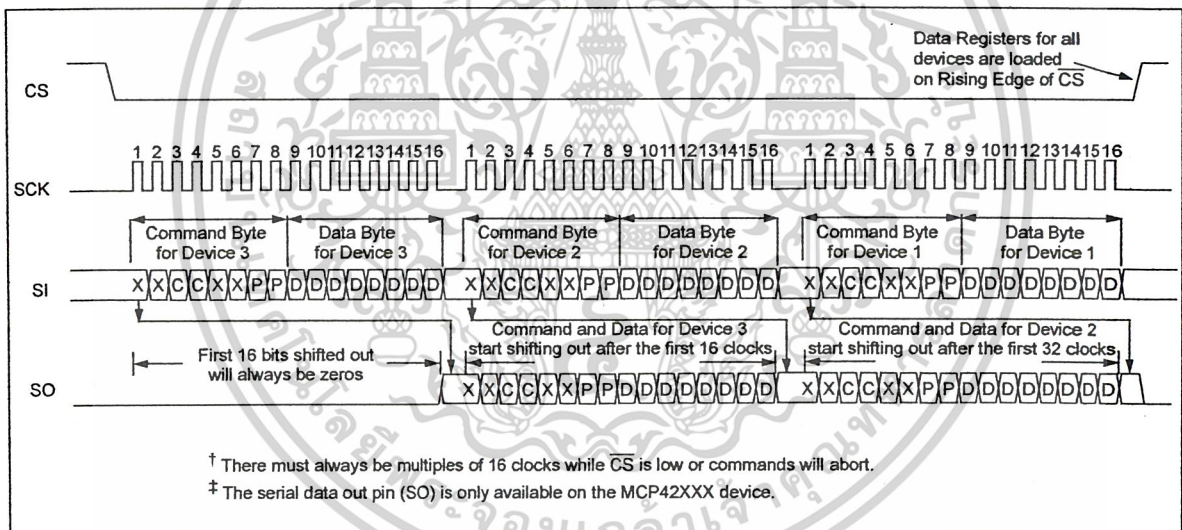 Data Registers for all
devices are loaded
on Rising Edge of CS
CS
1 2 3 4 5 6 7 8 9 10 11 12 13 14 15 16 1 2 3 4 5 6 7 8 9 10 11 12 13 14 15 16 1 2 3 4 5 6 7 8 9 10 11 12 13 14 15 16
SCK
Command Byte
for Device 3
Data Byte
for Device 3
Command Byte
for Device 2
Data Byte
for Device 2
Command Byte
for Device 1
Data Byte
for Device 1
SI
X X C C X X P P D D D D D D D D X X C C X X P P D D D D D D D D X X C C X X P P D D D D D D D D
First 16 bits shifted out
will always be zeros
Command and Data for Device 3
start shifting out after the first 16 clocks
Command and Data for Device 2
start shifting out after the first 32 clocks
SO
X X C C X X P P D D D D D D D D X X C C X X P P D D D D D D D D
† There must always be multiples of 16 clocks while CS is low or commands will abort.
‡ The serial data out pin (SO) is only available on the MCP42XXX device.